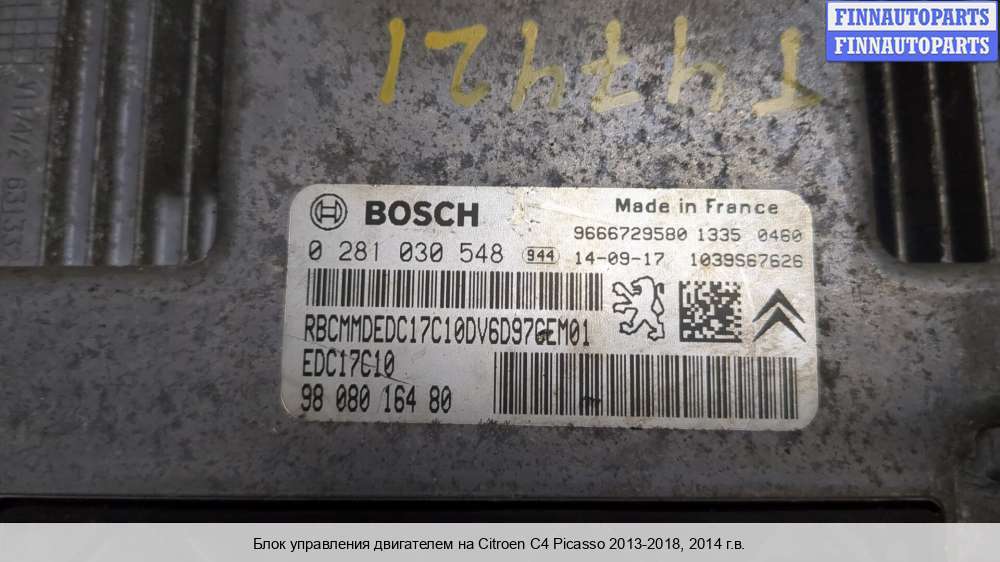 FINNAUTOPARTS
FINNAUTOPARTS
T47421
BOSCH
Made in France
9666729580 1335 0460
0 281 030 548 944 14-09-17 1039S67626
RBCMMDEDC17C10DV6D97GEM01
EDC17C10
98 080 164 80
Блок управления двигателем на Citroen C4 Picasso 2013-2018, 2014 г.в.